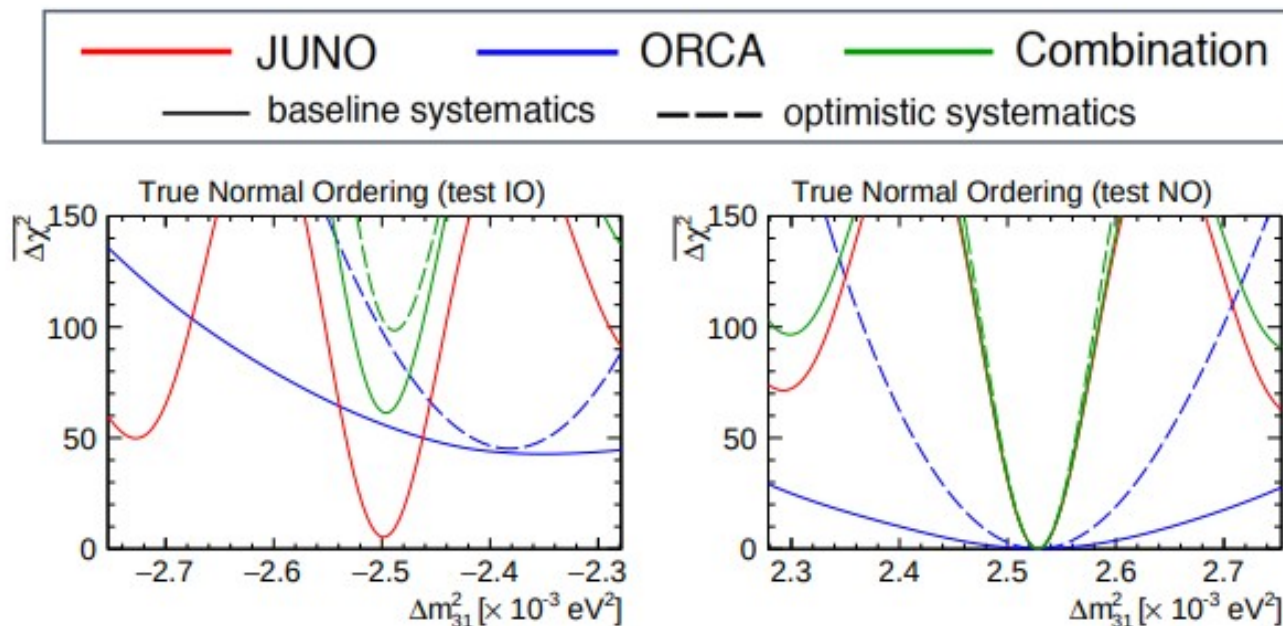 JUNO ORCA Combination
baseline systematics optimistic systematics
True Normal Ordering (test IO)
150
100
50
0
Δχ²
−2.7 −2.6 −2.5 −2.4 −2.3
Δm²₃₁ [× 10⁻³ eV²]
True Normal Ordering (test NO)
150
100
50
0
Δχ²
2.3 2.4 2.5 2.6 2.7
Δm²₃₁ [× 10⁻³ eV²]